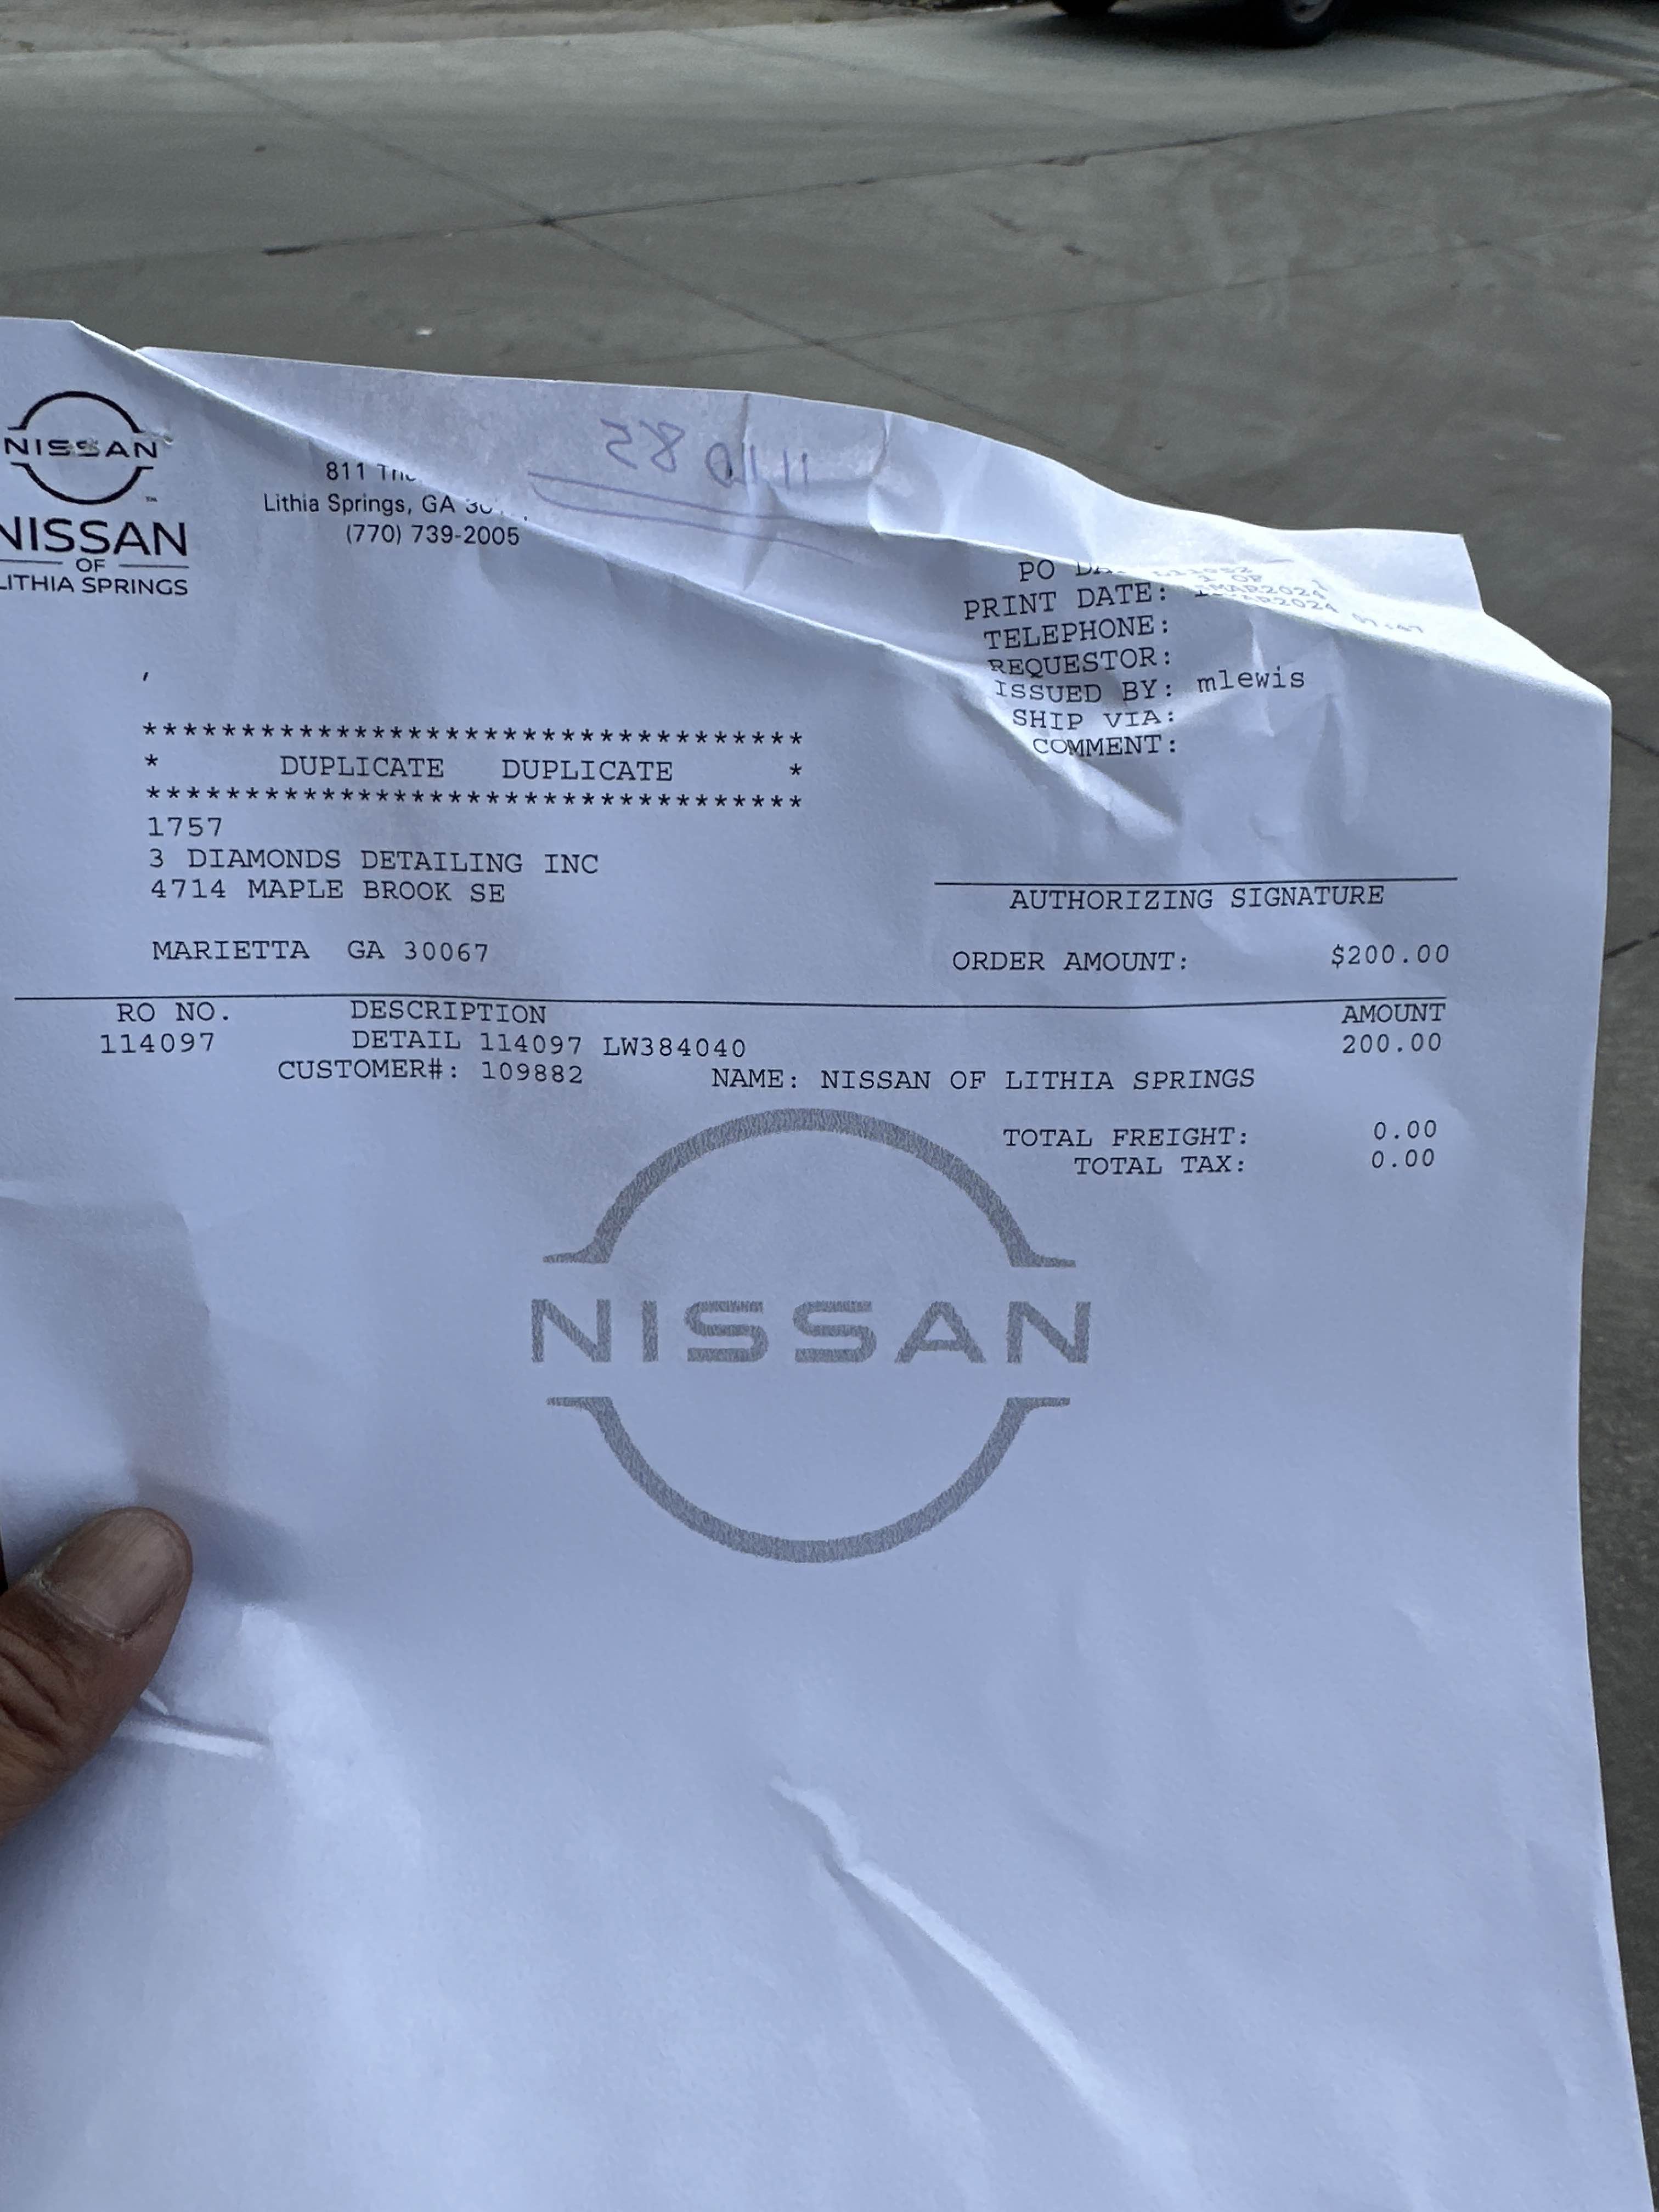 NISSAN
NISSAN
OF
LITHIA SPRINGS
811
Lithia Springs, GA
(770) 739-2005
PO
PRINT DATE:
TELEPHONE:
REQUESTOR:
ISSUED BY: mlewis
SHIP VIA:
COMMENT:
,
***********************************
* DUPLICATE DUPLICATE *
***********************************
1757
3 DIAMONDS DETAILING INC
4714 MAPLE BROOK SE
MARIETTA GA 30067
AUTHORIZING SIGNATURE
ORDER AMOUNT: $200.00
RO NO. DESCRIPTION AMOUNT
114097 DETAIL 114097 LW384040 200.00
CUSTOMER#: 109882 NAME: NISSAN OF LITHIA SPRINGS
TOTAL FREIGHT: 0.00
TOTAL TAX: 0.00
NISSAN